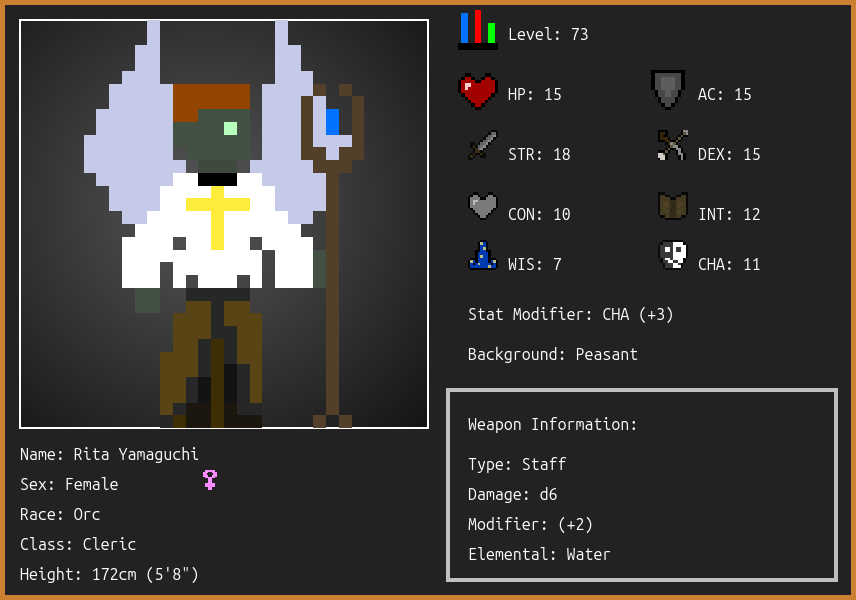 Level: 73
HP: 15
AC: 15
STR: 18
DEX: 15
CON: 10
INT: 12
WIS: 7
CHA: 11
Stat Modifier: CHA (+3)
Background: Peasant
Weapon Information:
Type: Staff
Damage: d6
Modifier: (+2)
Elemental: Water
Name: Rita Yamaguchi
Sex: Female
Race: Orc
Class: Cleric
Height: 172cm (5'8")